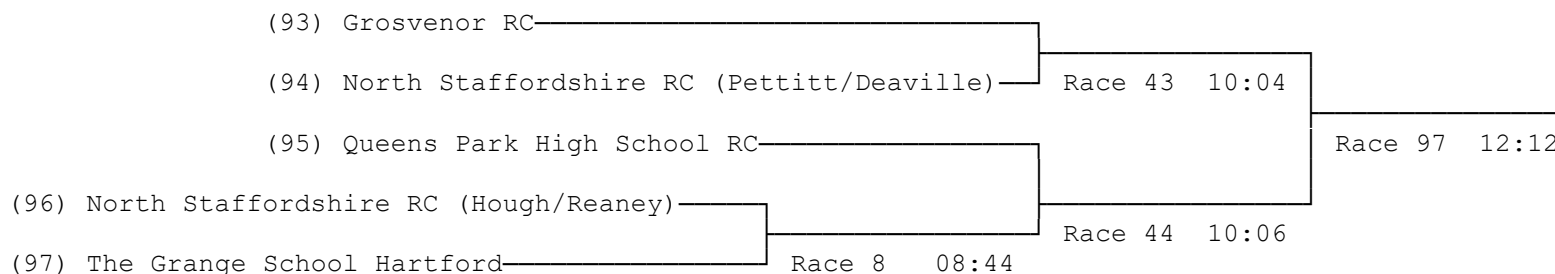 (93) Grosvenor RC
(94) North Staffordshire RC (Pettitt/Deaville) Race 43 10:04
(95) Queens Park High School RC Race 97 12:12
(96) North Staffordshire RC (Hough/Reaney)
Race 44 10:06
(97) The Grange School Hartford Race 8 08:44